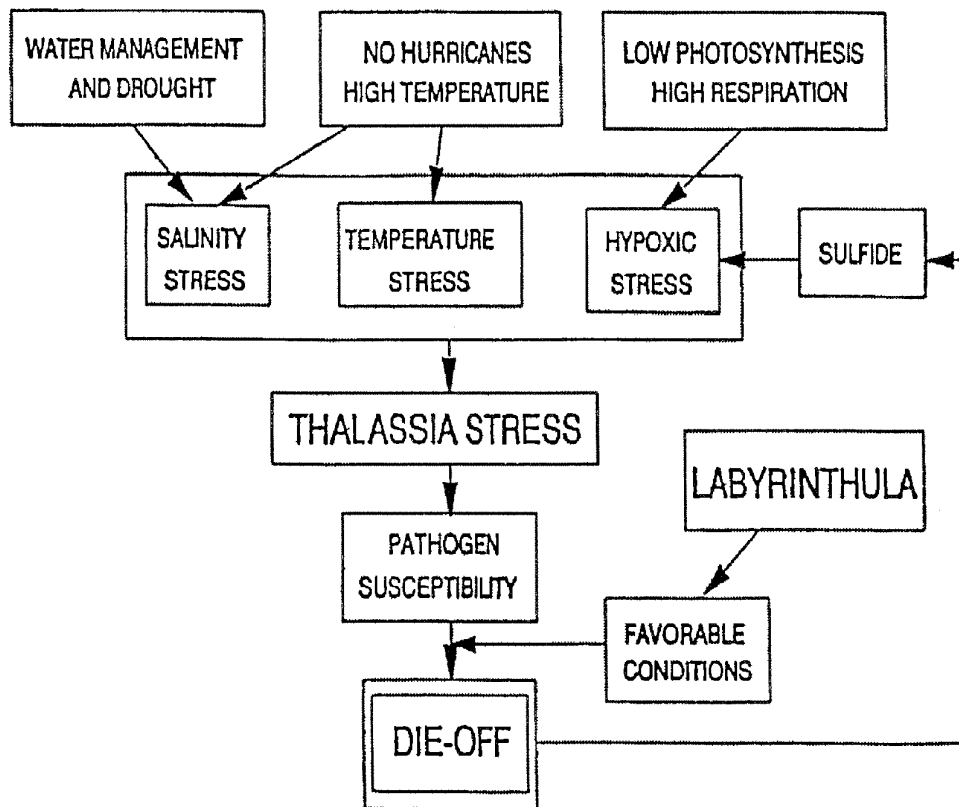 WATER MANAGEMENT
AND DROUGHT
NO HURRICANES
HIGH TEMPERATURE
LOW PHOTOSYNTHESIS
HIGH RESPIRATION
SALINITY
STRESS
TEMPERATURE
STRESS
HYPOXIC
STRESS
SULFIDE
THALASSIA STRESS
LABYRINTHULA
PATHOGEN
SUSCEPTIBILITY
FAVORABLE
CONDITIONS
DIE-OFF